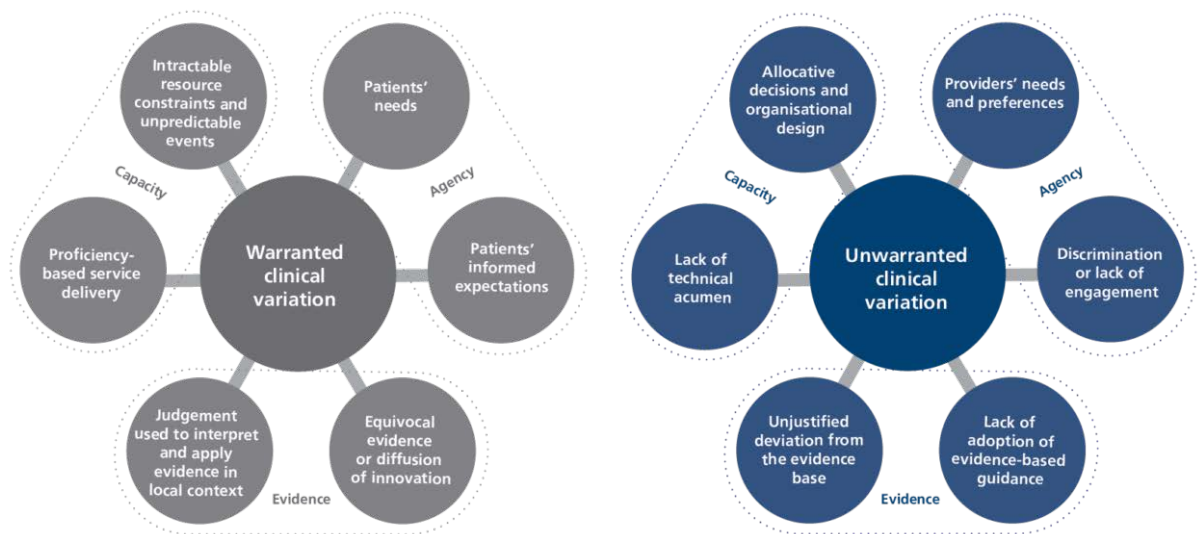 Intractable
resource
constraints and
unpredictable
events
Patients'
needs
Capacity
Agency
Proficiency-
based service
delivery
Warranted
clinical
variation
Patients'
informed
expectations
Judgement
used to interpret
and apply
evidence in
local context
Equivocal
evidence
or diffusion
of innovation
Evidence
Allocative
decisions and
organisational
design
Providers' needs
and preferences
Capacity
Agency
Lack of
technical
acumen
Unwarranted
clinical
variation
Discrimination
or lack of
engagement
Unjustified
deviation from
the evidence
base
Lack of
adoption of
evidence-based
guidance
Evidence